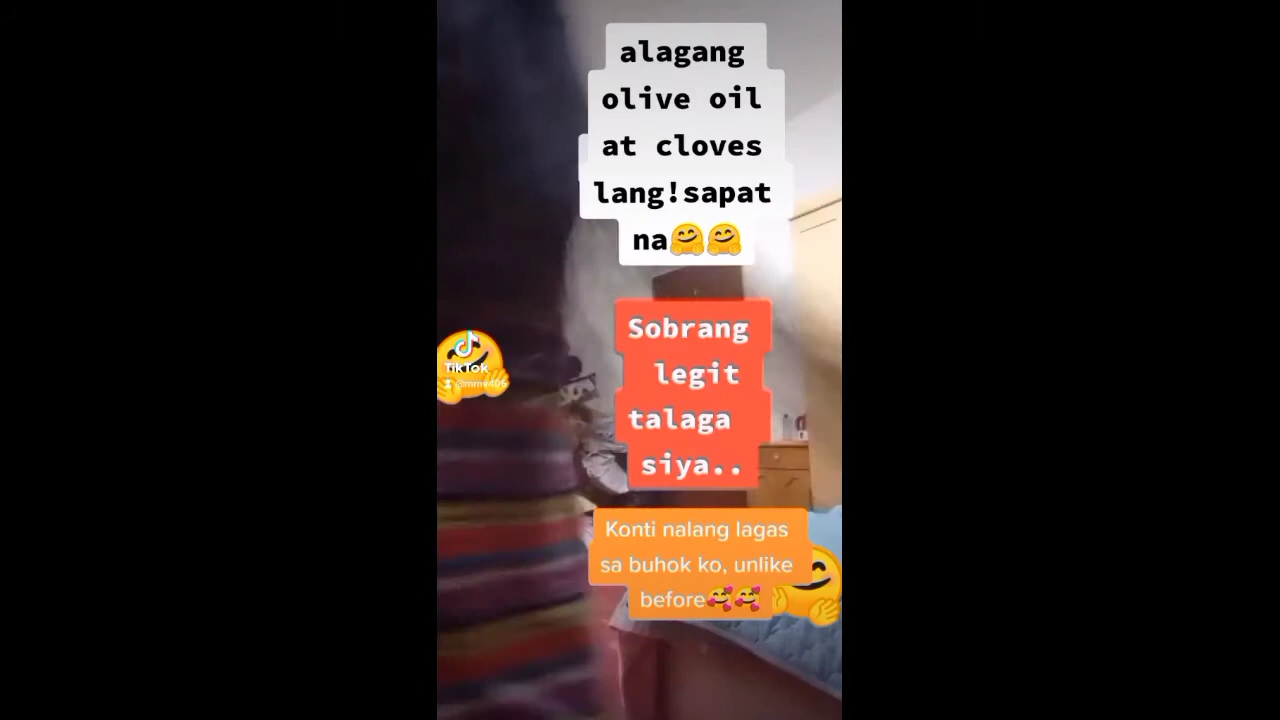 alagang
olive oil
at cloves
lang!sapat
na🤗🤗
Sobrang
legit
talaga
siya..
TikTok
@mmv406
Konti nalang lagas
sa buhok ko, unlike
before🥰🥰